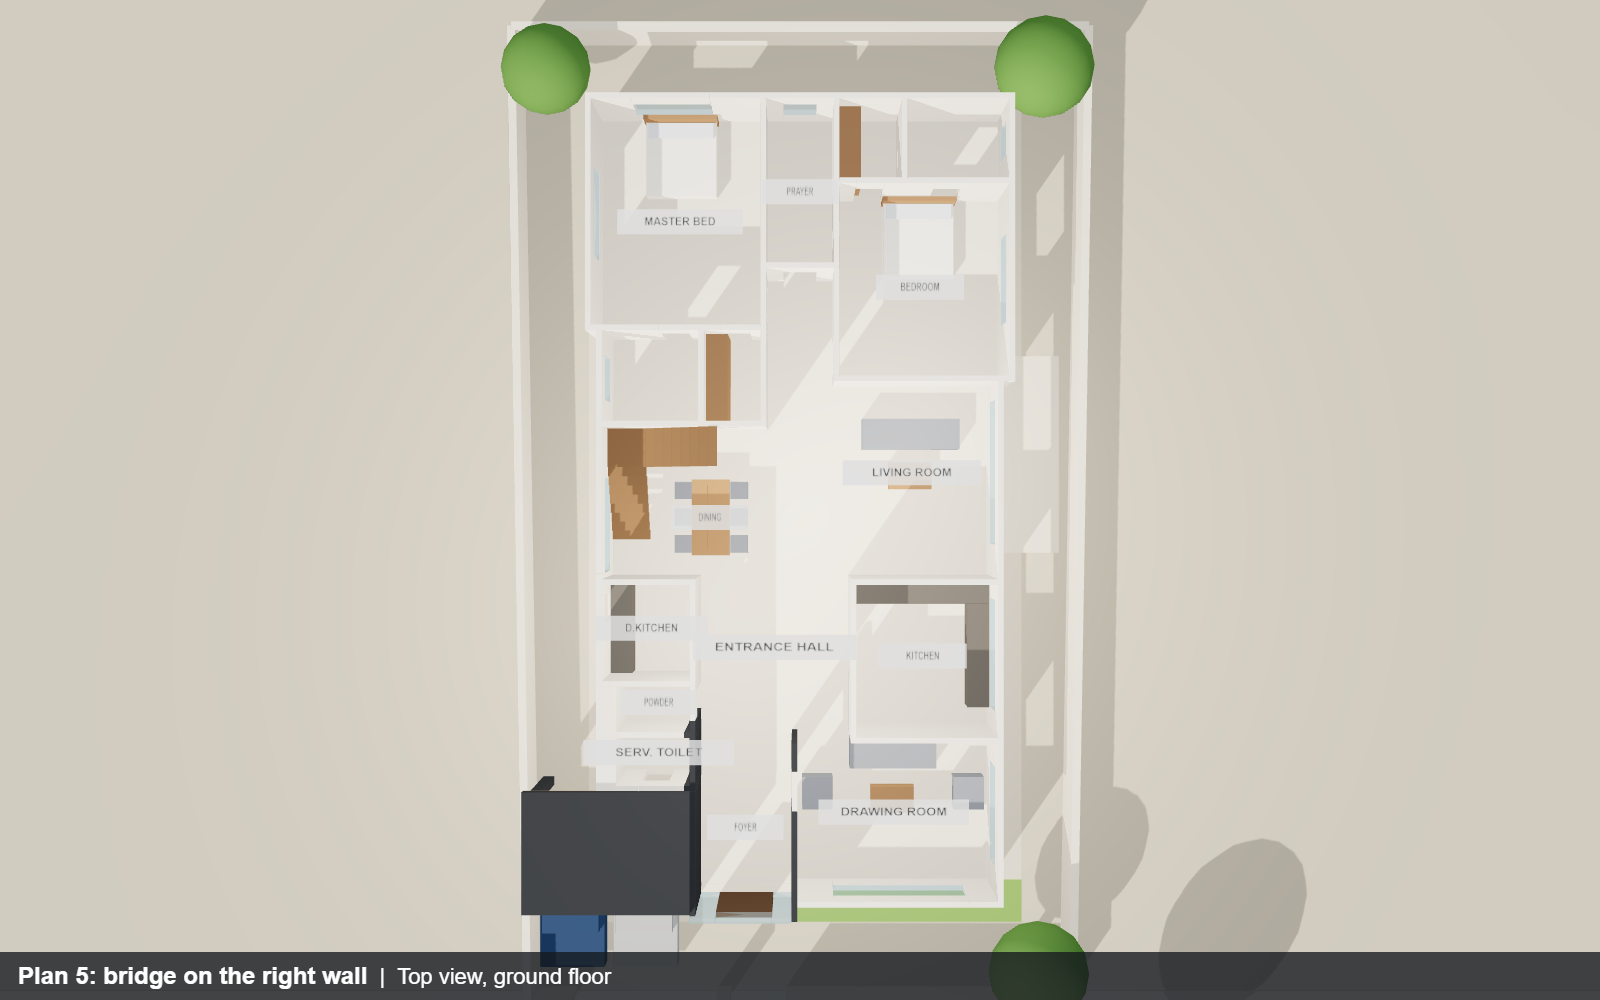 PRAYER
MASTER BED
BEDROOM
LIVING ROOM
DINING
D.KITCHEN
ENTRANCE HALL
KITCHEN
POWDER
SERV. TOILET
DRAWING ROOM
FOYER
Plan 5: bridge on the right wall | Top view, ground floor